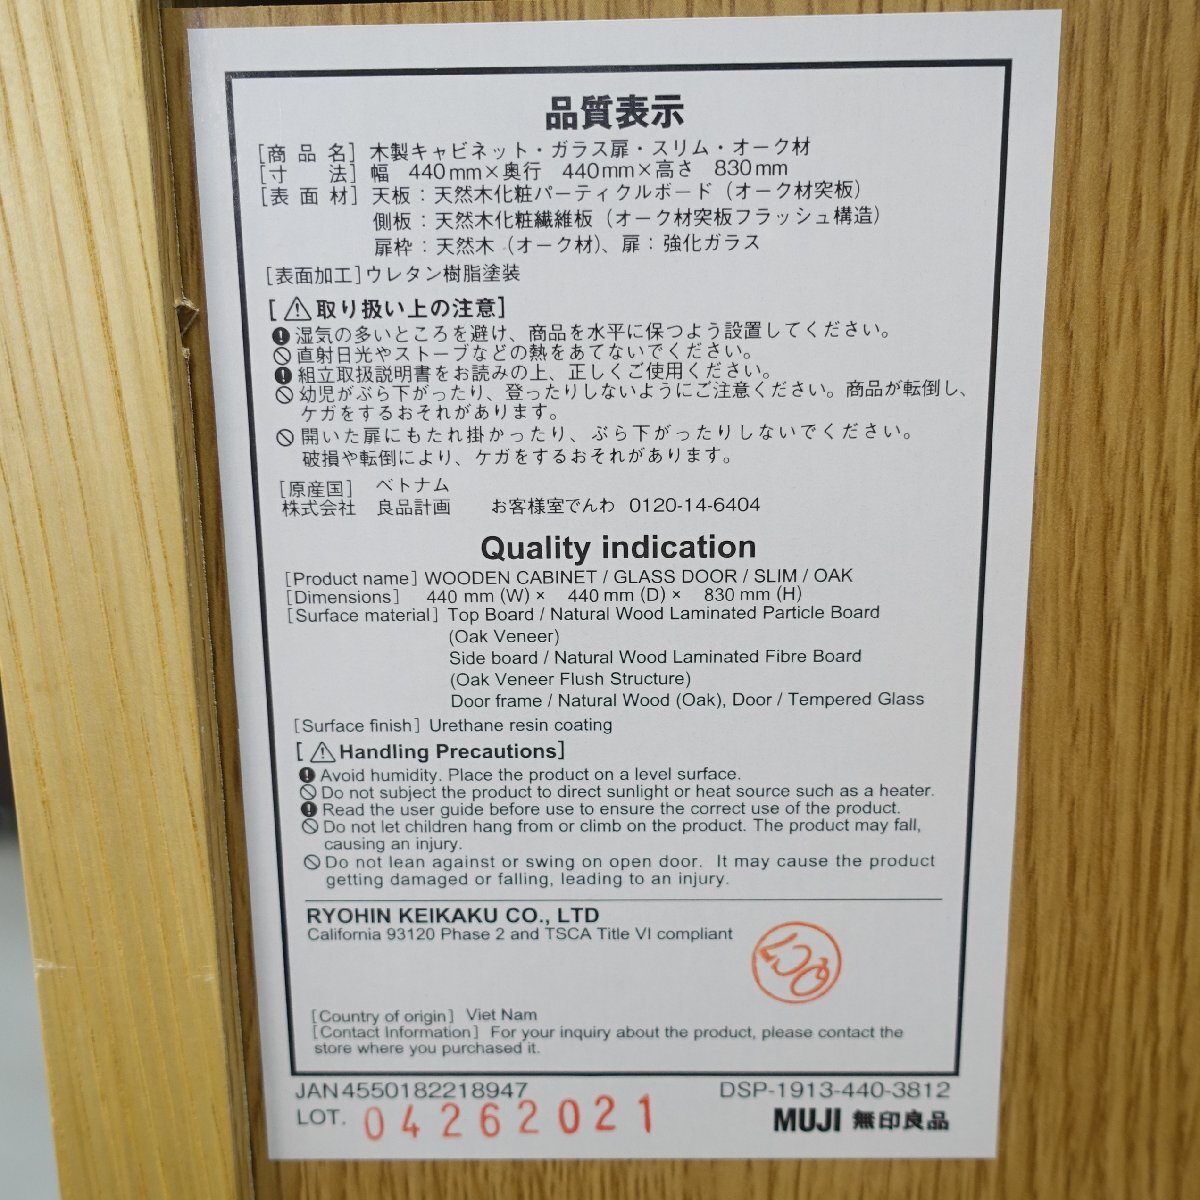 品質表示
[商品名] 木製キャビネット・ガラス扉・スリム・オーク材
[寸法] 幅 440mm×奥行 440mm×高さ 830mm
[表面材] 天板：天然木化粧パーティクルボード（オーク材突板）
側板：天然木化粧繊維板（オーク材突板フラッシュ構造）
扉枠：天然木（オーク材）、扉：強化ガラス
[表面加工]ウレタン樹脂塗装
[⚠取り扱い上の注意]
湿気の多いところを避け、商品を水平に保つよう設置してください。
直射日光やストーブなどの熱をあてないでください。
組立取扱説明書をお読みの上、正しくご使用ください。
幼児がぶら下がったり、登ったりしないようにご注意ください。商品が転倒し、
ケガをするおそれがあります。
開いた扉にもたれ掛かったり、ぶら下がったりしないでください。
破損や転倒により、ケガをするおそれがあります。
[原産国] ベトナム
株式会社 良品計画 お客様室でんわ 0120-14-6404
Quality indication
[Product name] WOODEN CABINET / GLASS DOOR / SLIM / OAK
[Dimensions] 440 mm (W) × 440 mm (D) × 830 mm (H)
[Surface material] Top Board / Natural Wood Laminated Particle Board
(Oak Veneer)
Side board / Natural Wood Laminated Fibre Board
(Oak Veneer Flush Structure)
Door frame / Natural Wood (Oak), Door / Tempered Glass
[Surface finish] Urethane resin coating
[⚠Handling Precautions]
Avoid humidity. Place the product on a level surface.
Do not subject the product to direct sunlight or heat source such as a heater.
Read the user guide before use to ensure the correct use of the product.
Do not let children hang from or climb on the product. The product may fall,
causing an injury.
Do not lean against or swing on open door. It may cause the product
getting damaged or falling, leading to an injury.
RYOHIN KEIKAKU CO., LTD
California 93120 Phase 2 and TSCA Title VI compliant
[Country of origin] Viet Nam
[Contact Information] For your inquiry about the product, please contact the
store where you purchased it.
JAN4550182218947 DSP-1913-440-3812
LOT. 04262021
MUJI 無印良品